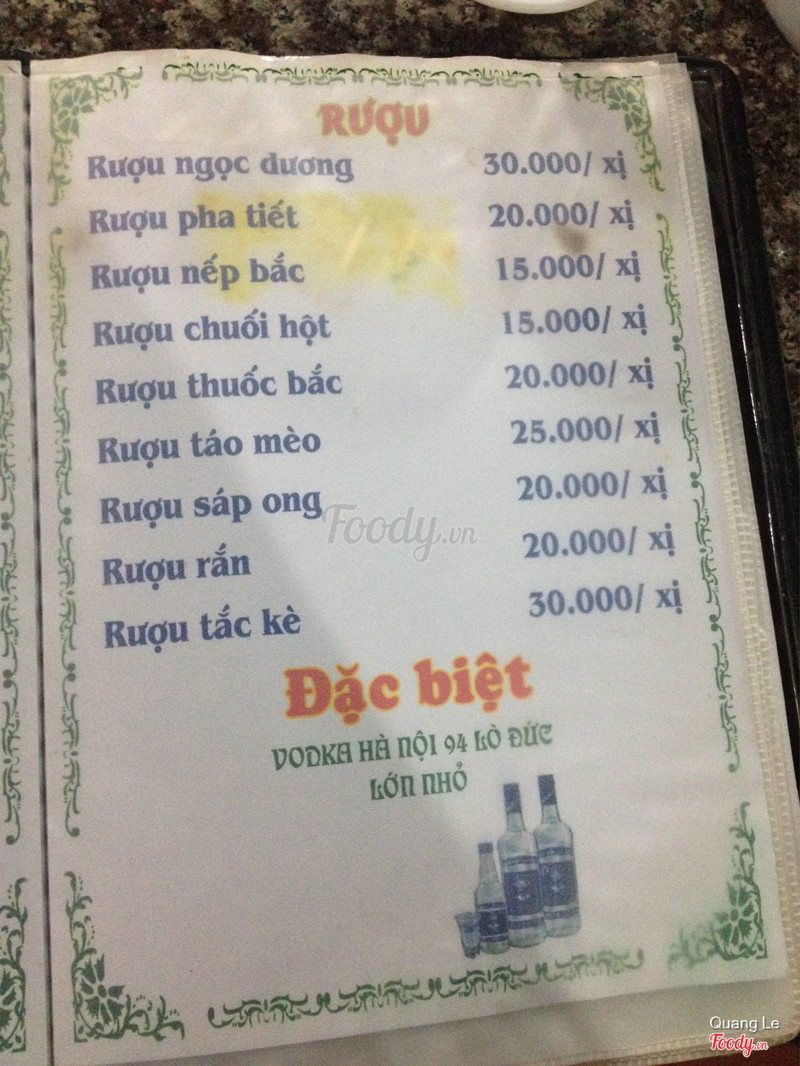 RƯỢU
Rượu ngọc dương 30.000/ xị
Rượu pha tiết 20.000/ xị
Rượu nếp bắc 15.000/ xị
Rượu chuối hột 15.000/ xị
Rượu thuốc bắc 20.000/ xị
Rượu táo mèo 25.000/ xị
Rượu sáp ong 20.000/ xị
Rượu rắn 20.000/ xị
Rượu tắc kè 30.000/ xị
Foody.vn
Đặc biệt
VODKA HÀ NỘI 94 LÒ ĐÚC
LỚN NHỎ
Quang Le
Foody.vn